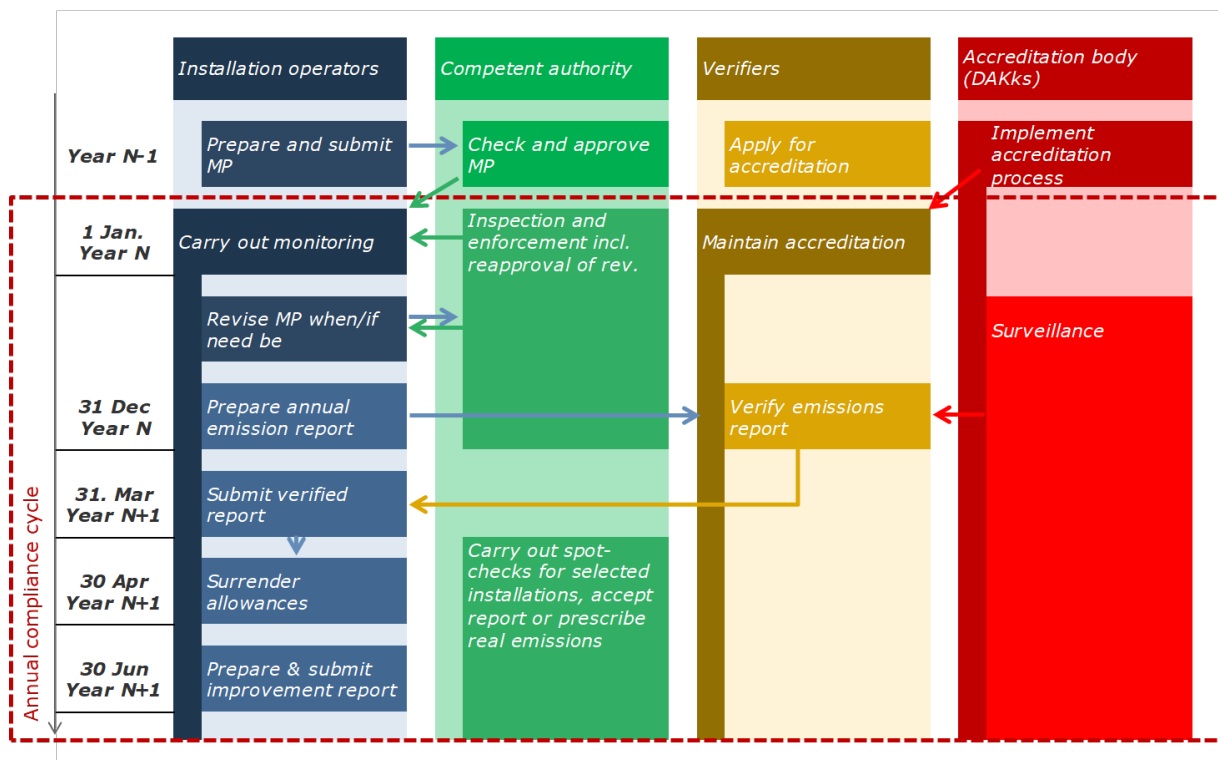 Installation operators
Competent authority
Verifiers
Accreditation body
(DAKks)
Year N-1
Prepare and submit
MP
Check and approve
MP
Apply for
accreditation
Implement
accreditation
process
1 Jan.
Year N
Carry out monitoring
Inspection and
enforcement incl.
reapproval of rev.
Maintain accreditation
Revise MP when/if
need be
Surveillance
31 Dec
Year N
Prepare annual
emission report
Verify emissions
report
31. Mar
Year N+1
Submit verified
report
30 Apr
Year N+1
Surrender
allowances
Carry out spot-
checks for selected
installations, accept
report or prescribe
real emissions
30 Jun
Year N+1
Prepare & submit
improvement report
Annual compliance cycle